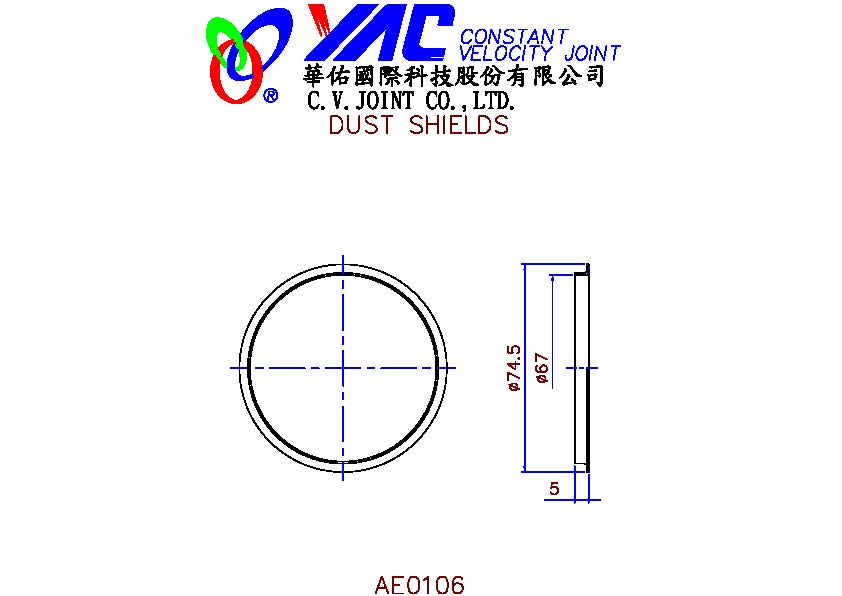 YAC CONSTANT
VELOCITY JOINT
華佑國際科技股份有限公司
®
C.V.JOINT CO.,LTD.
DUST SHIELDS
ø74.5
ø67
5
AE0106